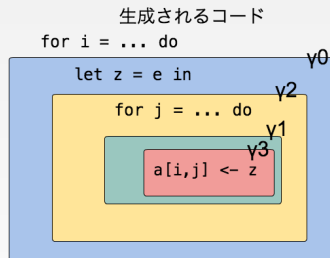 生成されるコード
for i = ... do
γ0
let z = e in
γ2
for j = ... do
γ1
γ3
a[i,j] <- z